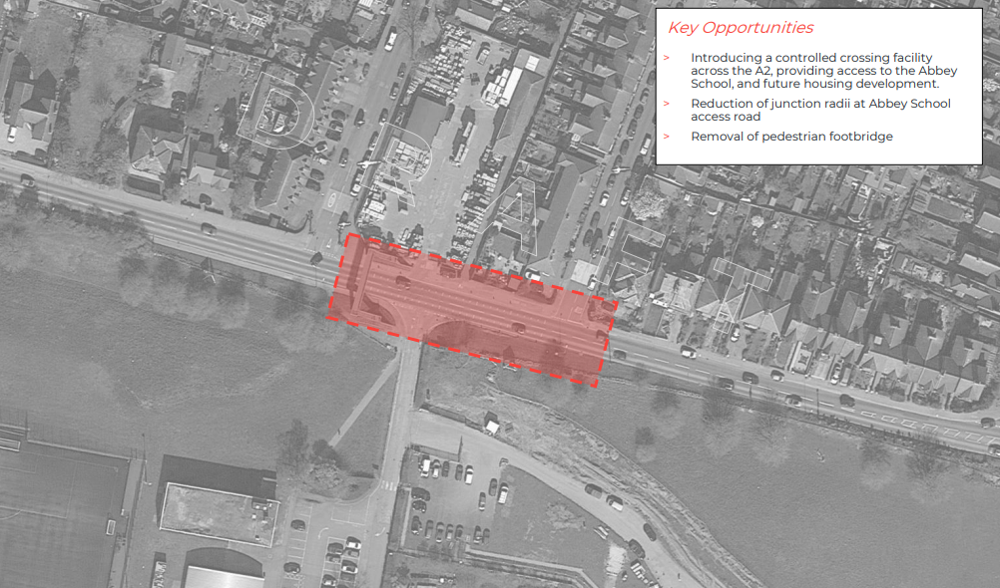 Key Opportunities
> Introducing a controlled crossing facility
across the A2, providing access to the Abbey
School, and future housing development.
> Reduction of junction radii at Abbey School
access road
> Removal of pedestrian footbridge
DRAFT